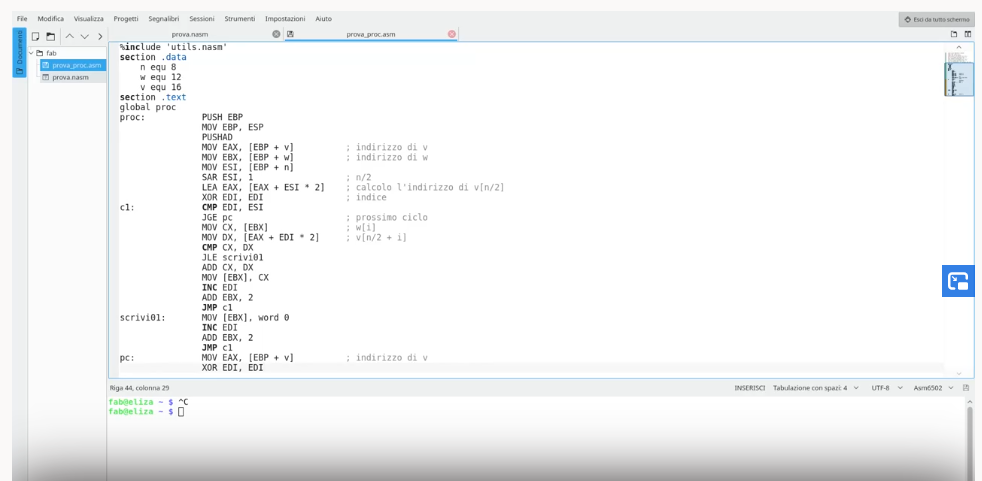 File Modifica Visualizza Progetti Segnalibri Sessioni Strumenti Impostazioni Aiuto
Esci da tutto schermo
prova.nasm prova_proc.asm
Documenti
fab
prova_proc.asm
prova.nasm
%include 'utils.nasm'
section .data
n equ 8
w equ 12
v equ 16
section .text
global proc
proc: PUSH EBP
MOV EBP, ESP
PUSHAD
MOV EAX, [EBP + v] ; indirizzo di v
MOV EBX, [EBP + w] ; indirizzo di w
MOV ESI, [EBP + n]
SAR ESI, 1 ; n/2
LEA EAX, [EAX + ESI * 2] ; calcolo l'indirizzo di v[n/2]
XOR EDI, EDI ; indice
c1: CMP EDI, ESI
JGE pc ; prossimo ciclo
MOV CX, [EBX] ; w[i]
MOV DX, [EAX + EDI * 2] ; v[n/2 + i]
CMP CX, DX
JLE scrivi01
ADD CX, DX
MOV [EBX], CX
INC EDI
ADD EBX, 2
JMP c1
scrivi01: MOV [EBX], word 0
INC EDI
ADD EBX, 2
JMP c1
pc: MOV EAX, [EBP + v] ; indirizzo di v
XOR EDI, EDI
Riga 44, colonna 29 INSERISCI Tabulazione con spazi: 4 UTF-8 Asm6502
fab@eliza ~ $ ^C
fab@eliza ~ $